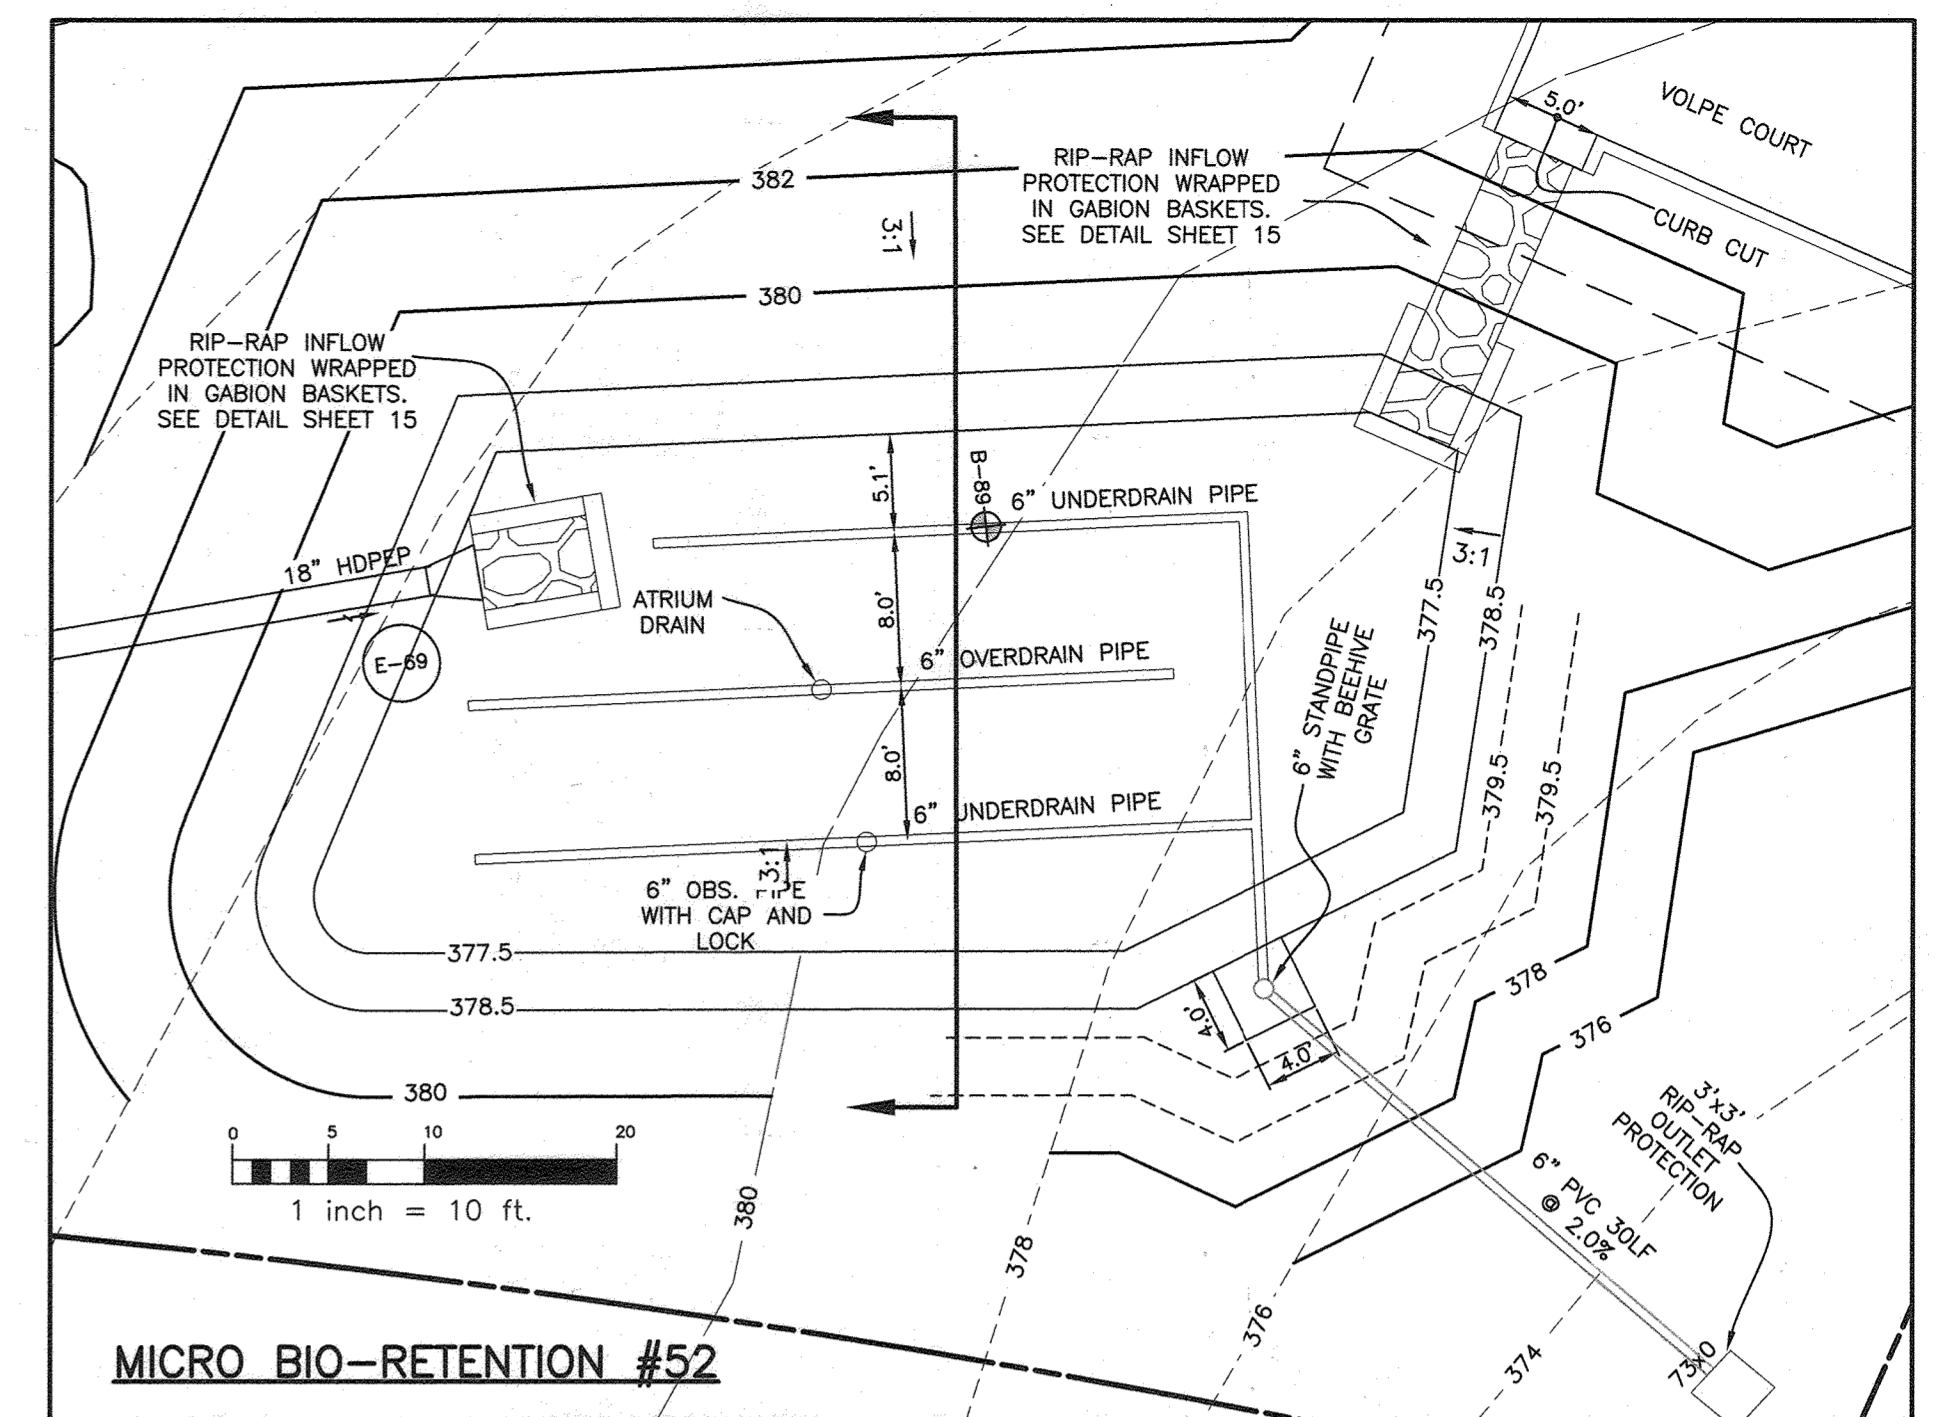 VOLPE COURT
5.0'
CURB CUT
RIP-RAP INFLOW
PROTECTION WRAPPED
IN GABION BASKETS.
SEE DETAIL SHEET 15
382
3:1
380
RIP-RAP INFLOW
PROTECTION WRAPPED
IN GABION BASKETS.
SEE DETAIL SHEET 15
5.1'
B-89
6" UNDERDRAIN PIPE
3:1
18" HDPEP
377.5
378.5
ATRIUM
DRAIN
8.0'
E-69
6" OVERDRAIN PIPE
6" STANDPIPE
WITH BEEHIVE
GRATE
8.0'
379.5
379.5
6" UNDERDRAIN PIPE
3:1
6" OBS. PIPE
WITH CAP AND
LOCK
377.5
378.5
378
376
4.0'
4.0'
380
3'x3'
RIP-RAP
OUTLET
PROTECTION
0 5 10 20
1 inch = 10 ft.
6" PVC 30LF
@ 2.0%
380
378
376
374
73x0
MICRO BIO-RETENTION #52